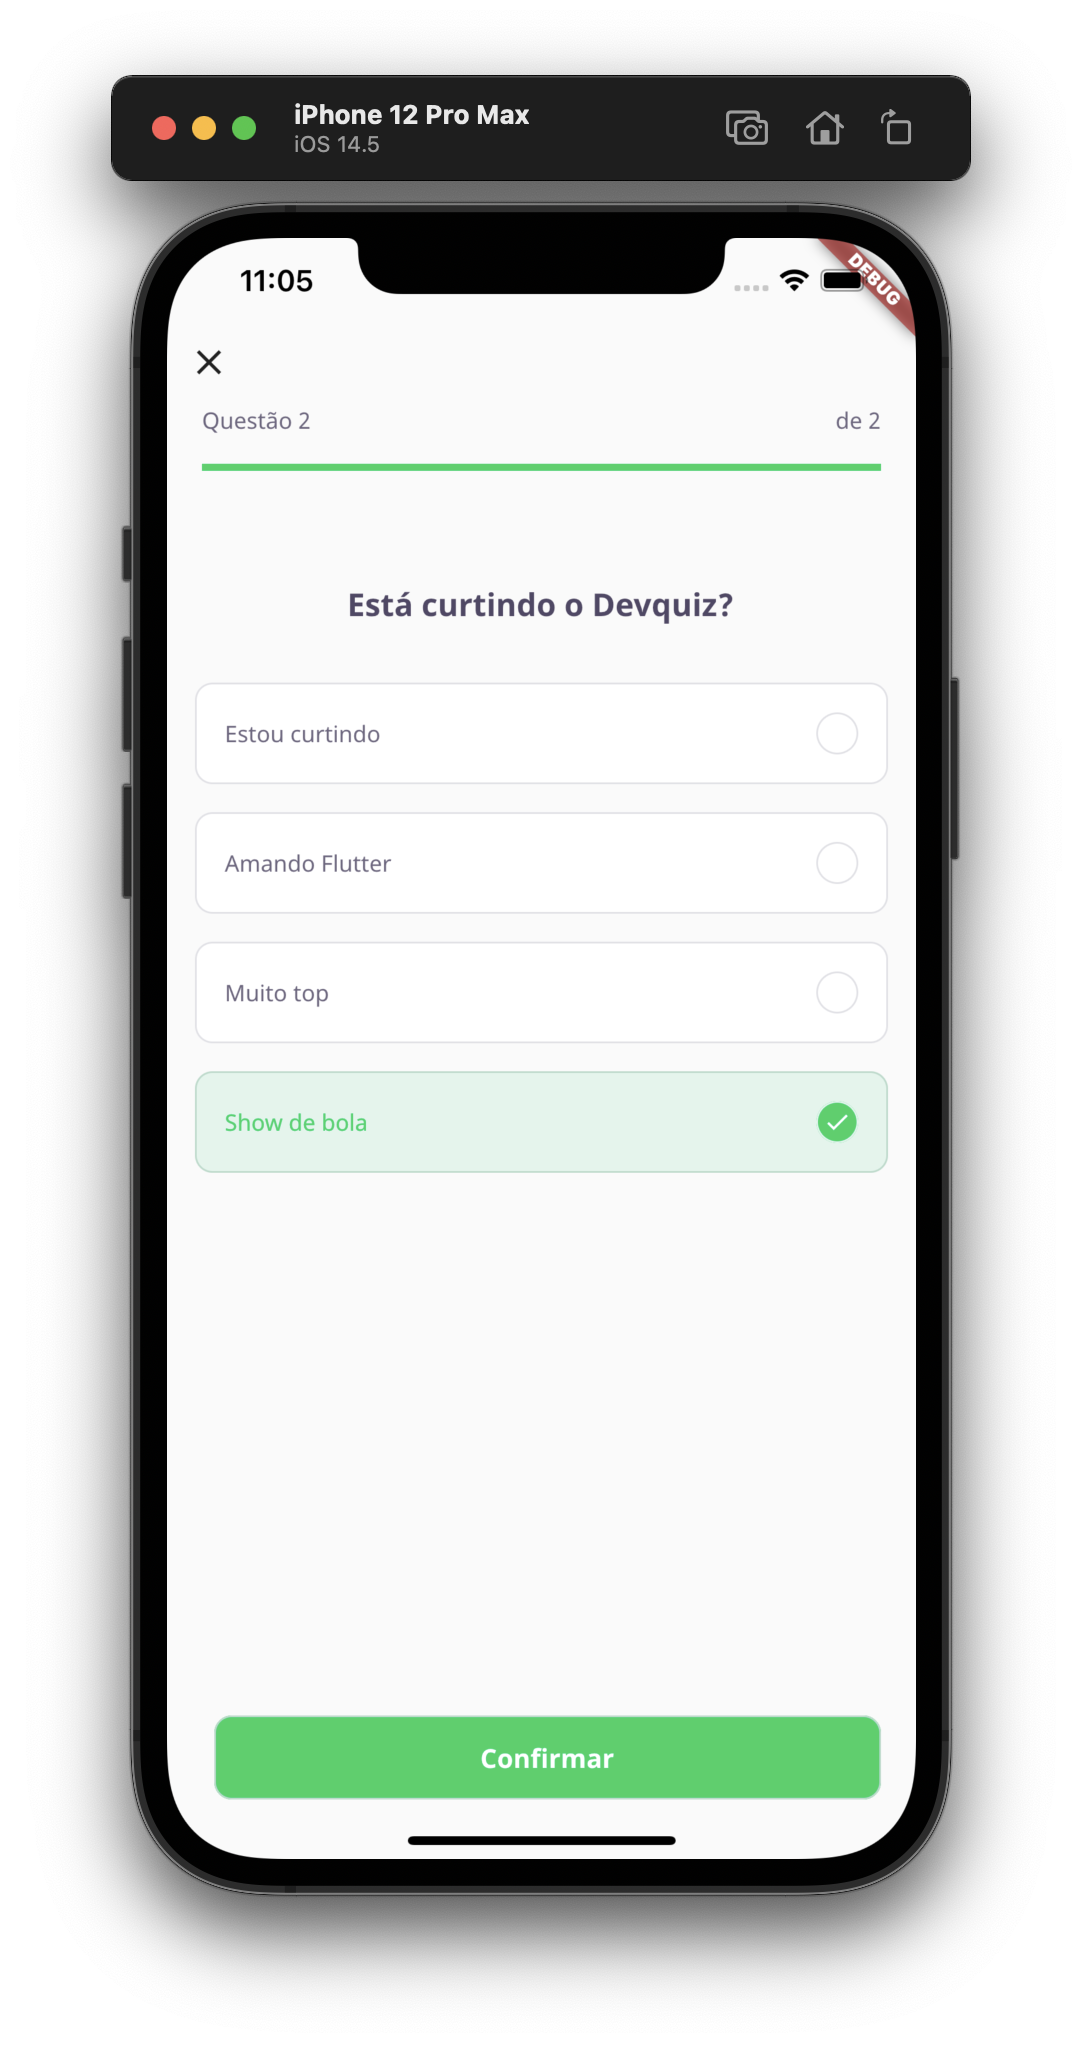 iPhone 12 Pro Max
iOS 14.5
11:05
DEBUG
Questão 2
de 2
Está curtindo o Devquiz?
Estou curtindo
Amando Flutter
Muito top
Show de bola
Confirmar